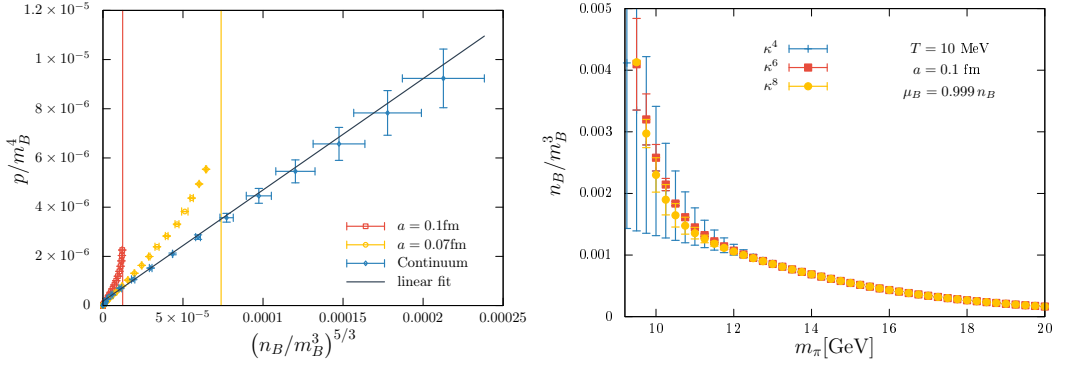 p/m_B^4
1×10^-5
8×10^-6
6×10^-6
4×10^-6
2×10^-6
0
a = 0.1fm
a = 0.07fm
Continuum
linear fit
0 5×10^-5 0.0001 0.00015 0.0002 0.00025
(n_B/m_B^3)^5/3
n_B/m_B^3
0.005
0.004
0.003
0.002
0.001
0
κ^4
κ^6
κ^8
T = 10 MeV
a = 0.1 fm
μ_B = 0.999 n_B
10 12 14 16 18 20
m_π[GeV]